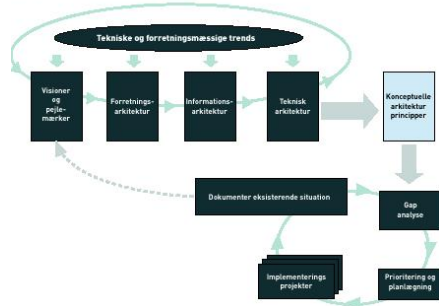 Tekniske og forretningsmæssige trends
Visioner
og
pejle-
mærker
Forretnings-
arkitektur
Informations-
arkitektur
Teknisk
arkitektur
Konceptuelle
arkitektur
principper
Dokumenter eksisterende situation
Gap
analyse
Implementerings
projekter
Prioritering og
planlægning